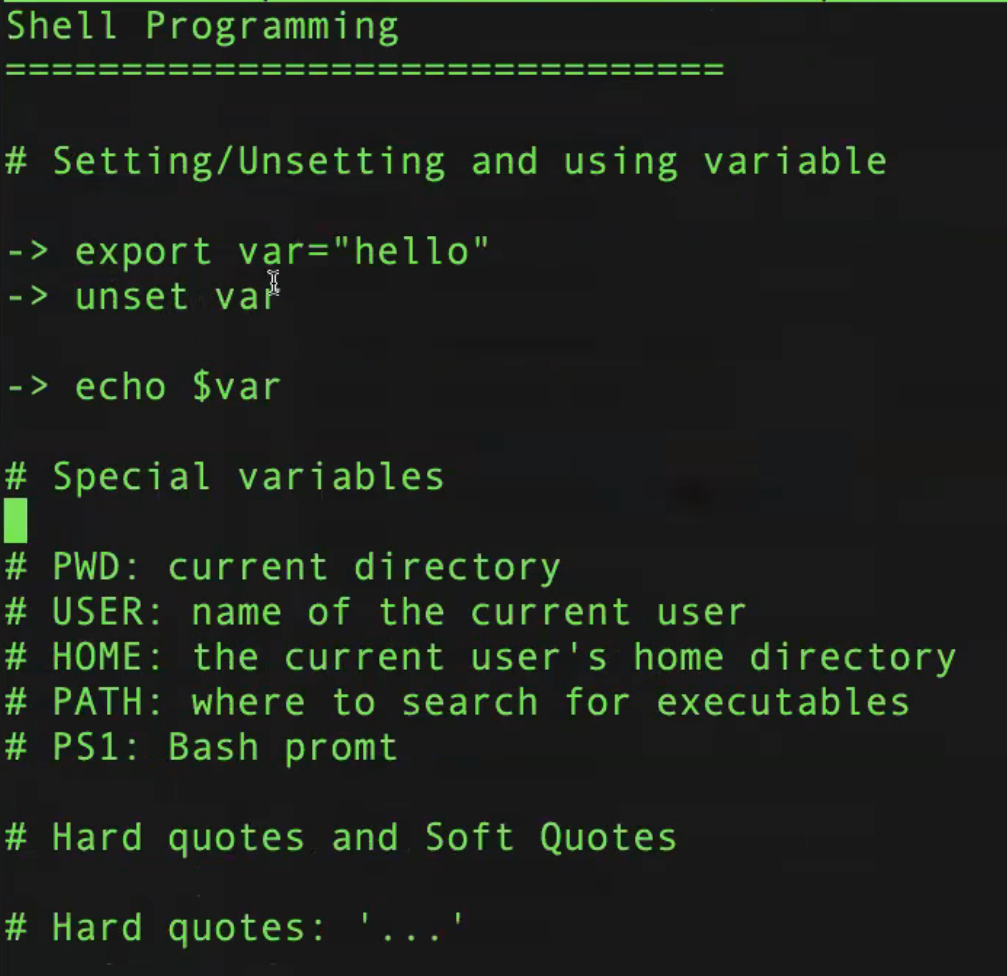 Shell Programming
===============================
# Setting/Unsetting and using variable
-> export var="hello"
-> unset var
-> echo $var
# Special variables
# PWD: current directory
# USER: name of the current user
# HOME: the current user's home directory
# PATH: where to search for executables
# PS1: Bash promt
# Hard quotes and Soft Quotes
# Hard quotes: '...'